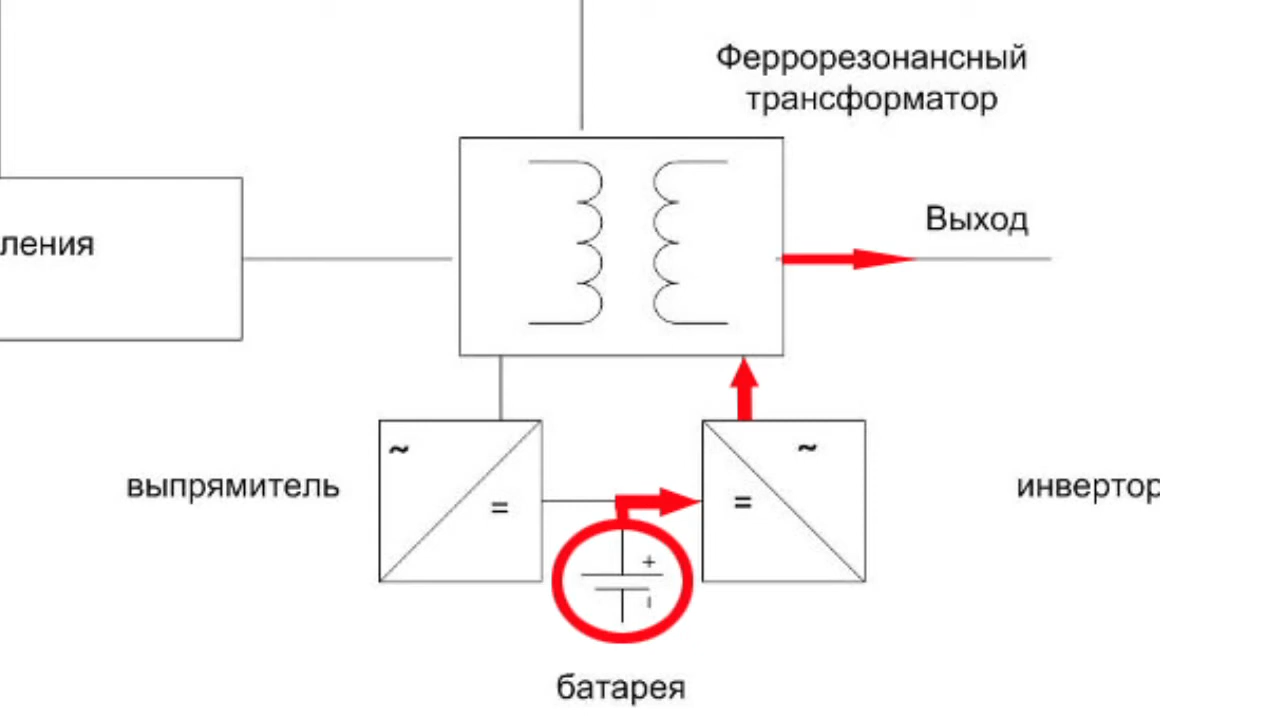 Феррорезонансный
трансформатор
Выход
ления
~
=
выпрямитель
=
~
инвертор
+
батарея